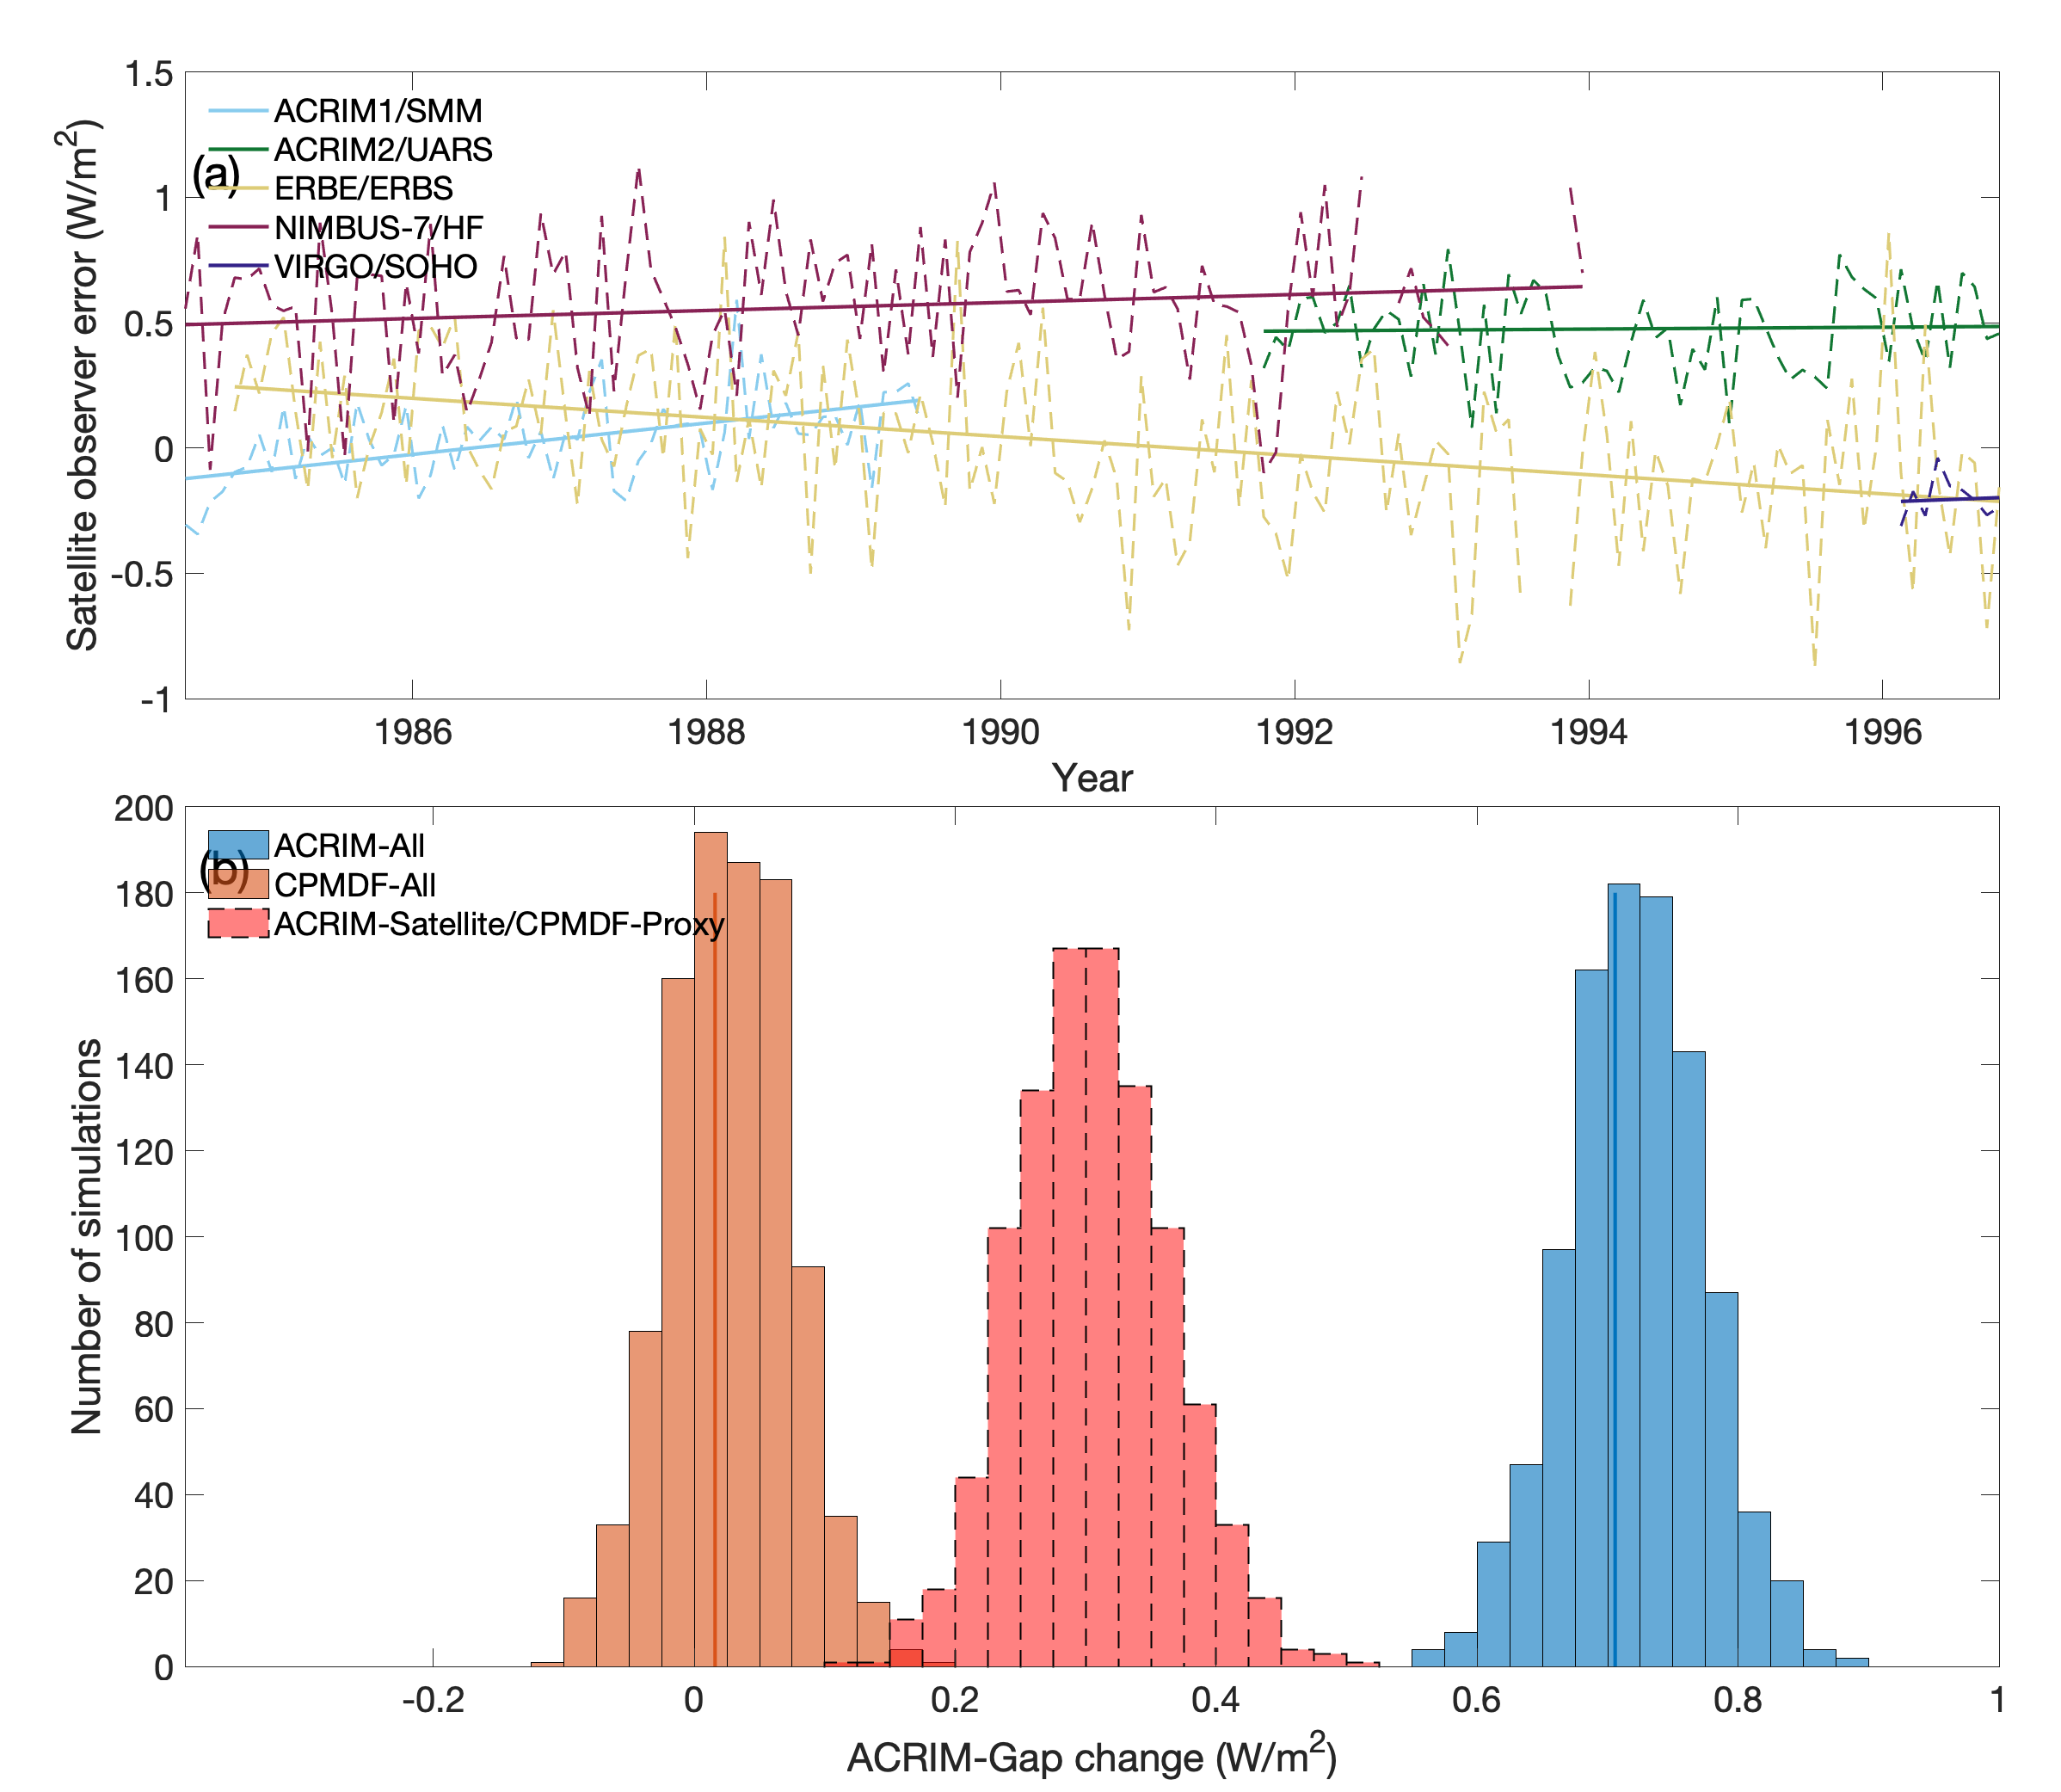 1.5
1
0.5
0
-0.5
-1
Satellite observer error (W/m²)
(a)
ACRIM1/SMM
ACRIM2/UARS
ERBE/ERBS
NIMBUS-7/HF
VIRGO/SOHO
1986 1988 1990 1992 1994 1996
Year
200
180
160
140
120
100
80
60
40
20
0
Number of simulations
(b)
ACRIM-All
CPMDF-All
ACRIM-Satellite/CPMDF-Proxy
-0.2 0 0.2 0.4 0.6 0.8 1
ACRIM-Gap change (W/m²)